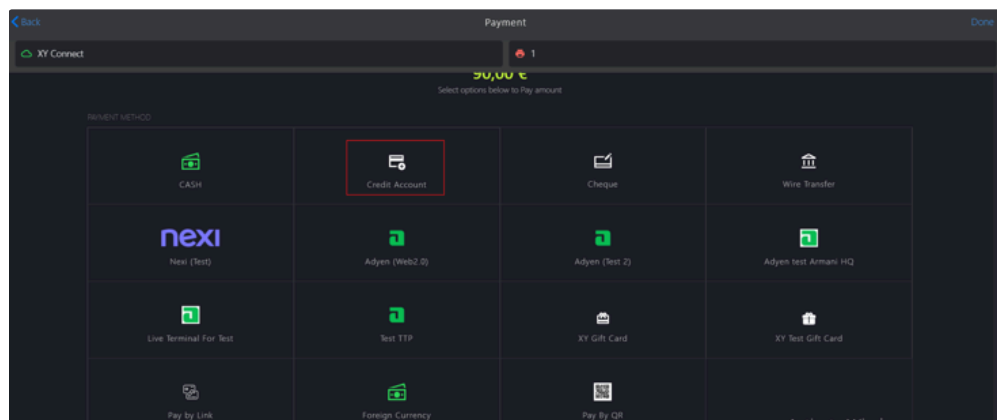 Back Payment Done
XY Connect 1
90,00 €
Select options below to Pay amount
PAYMENT METHOD
CASH Credit Account Cheque Wire Transfer
nexi
Nexi (Test) Adyen (Web2.0) Adyen (Test 2) Adyen test Armani HQ
Live Terminal For Test Test TTP XY Gift Card XY Test Gift Card
Pay by Link Foreign Currency Pay By QR